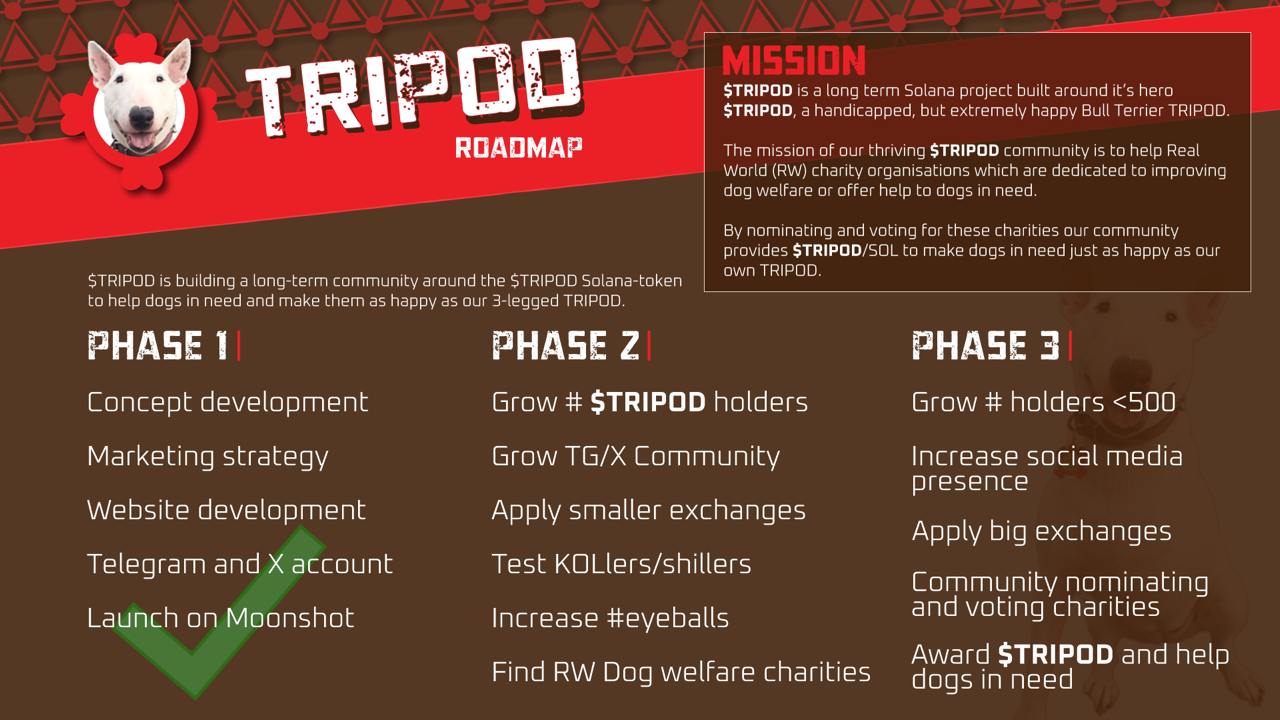 TRIPOD
ROADMAP
MISSION
$TRIPOD is a long term Solana project built around it's hero
$TRIPOD, a handicapped, but extremely happy Bull Terrier TRIPOD.
The mission of our thriving $TRIPOD community is to help Real
World (RW) charity organisations which are dedicated to improving
dog welfare or offer help to dogs in need.
By nominating and voting for these charities our community
provides $TRIPOD/SOL to make dogs in need just as happy as our
own TRIPOD.
$TRIPOD is building a long-term community around the $TRIPOD Solana-token
to help dogs in need and make them as happy as our 3-legged TRIPOD.
PHASE 1
Concept development
Marketing strategy
Website development
Telegram and X account
Launch on Moonshot
PHASE 2
Grow # $TRIPOD holders
Grow TG/X Community
Apply smaller exchanges
Test KOLlers/shillers
Increase #eyeballs
Find RW Dog welfare charities
PHASE 3
Grow # holders <500
Increase social media
presence
Apply big exchanges
Community nominating
and voting charities
Award $TRIPOD and help
dogs in need